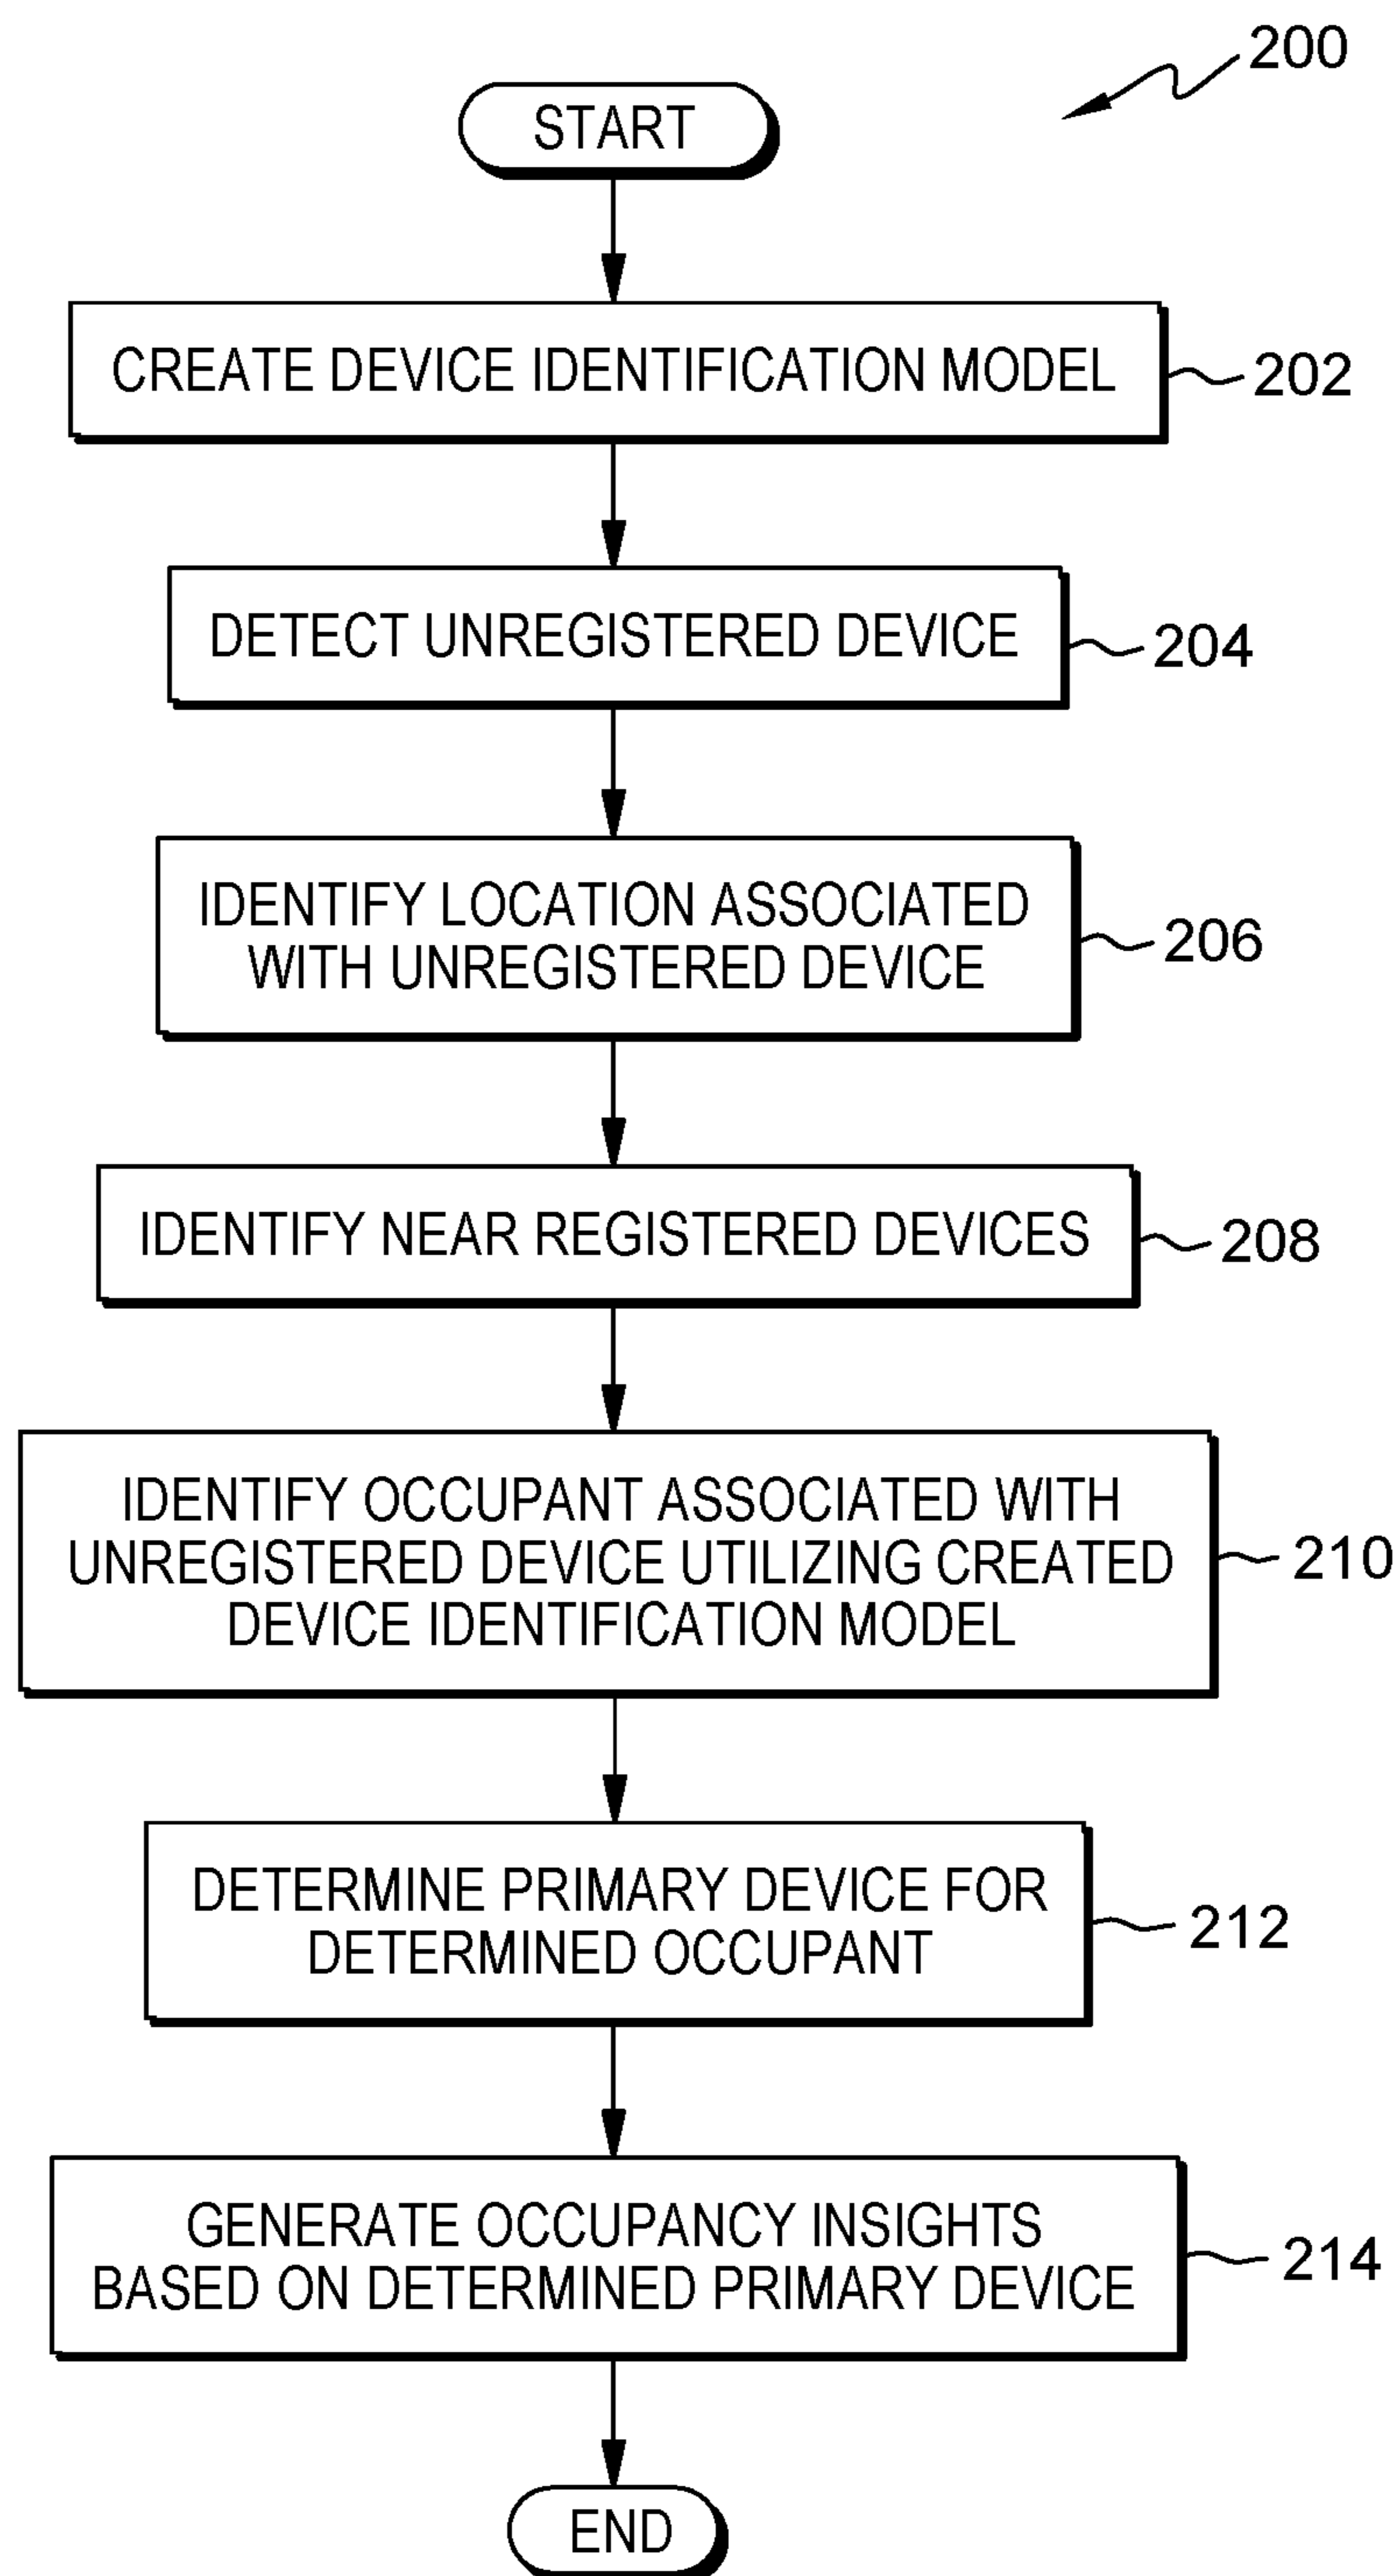 200
START
CREATE DEVICE IDENTIFICATION MODEL
202
DETECT UNREGISTERED DEVICE
204
IDENTIFY LOCATION ASSOCIATED
WITH UNREGISTERED DEVICE
206
IDENTIFY NEAR REGISTERED DEVICES
208
IDENTIFY OCCUPANT ASSOCIATED WITH
UNREGISTERED DEVICE UTILIZING CREATED
DEVICE IDENTIFICATION MODEL
210
DETERMINE PRIMARY DEVICE FOR
DETERMINED OCCUPANT
212
GENERATE OCCUPANCY INSIGHTS
BASED ON DETERMINED PRIMARY DEVICE
214
END